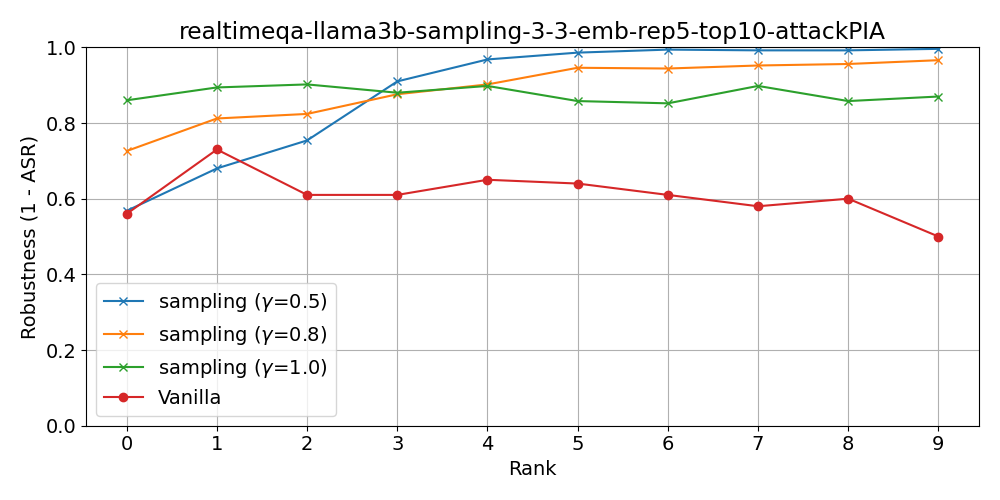 realtimeqa-llama3b-sampling-3-3-emb-rep5-top10-attackPIA
Robustness (1 - ASR)
1.0
0.8
0.6
0.4
0.2
0.0
sampling (γ=0.5)
sampling (γ=0.8)
sampling (γ=1.0)
Vanilla
0 1 2 3 4 5 6 7 8 9
Rank